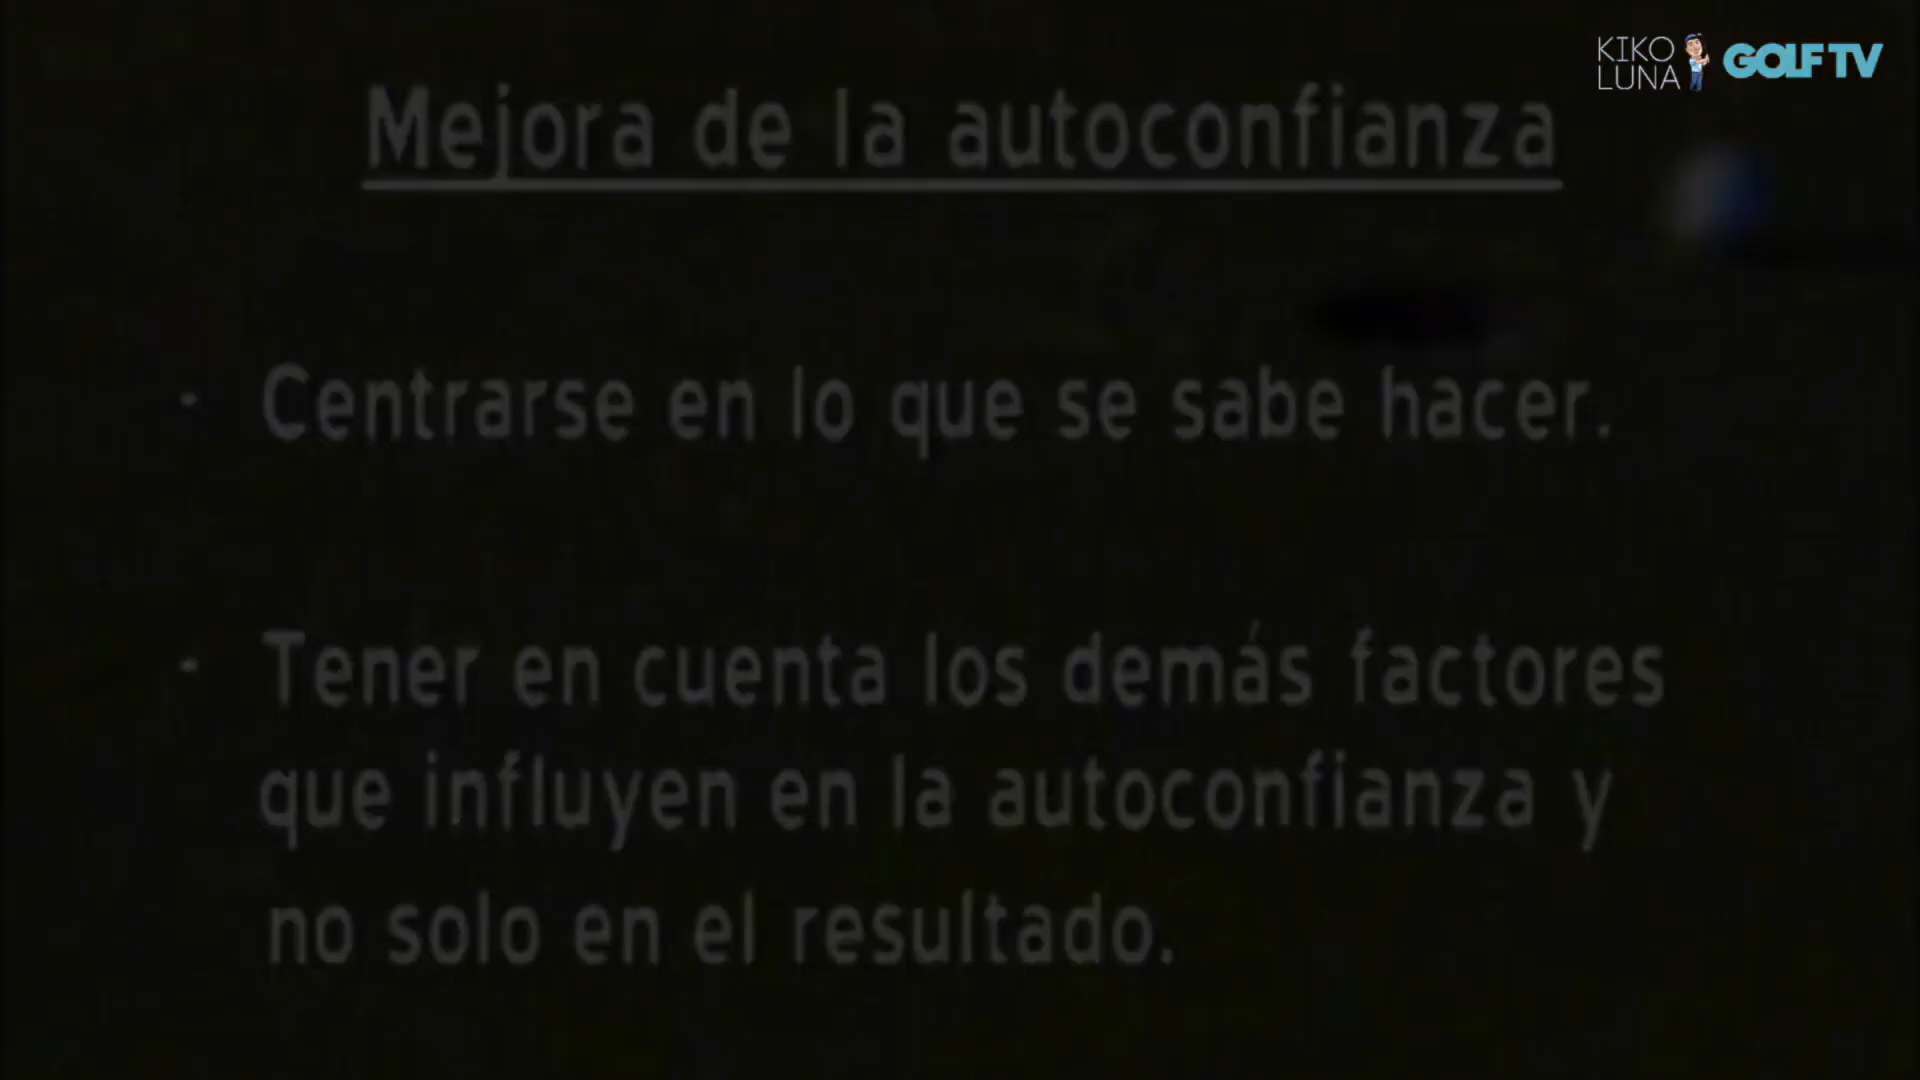 KIKO
LUNA
GOLF TV
Mejora de la autoconfianza
· Centrarse en lo que se sabe hacer.
· Tener en cuenta los demás factores
que influyen en la autoconfianza y
no solo en el resultado.